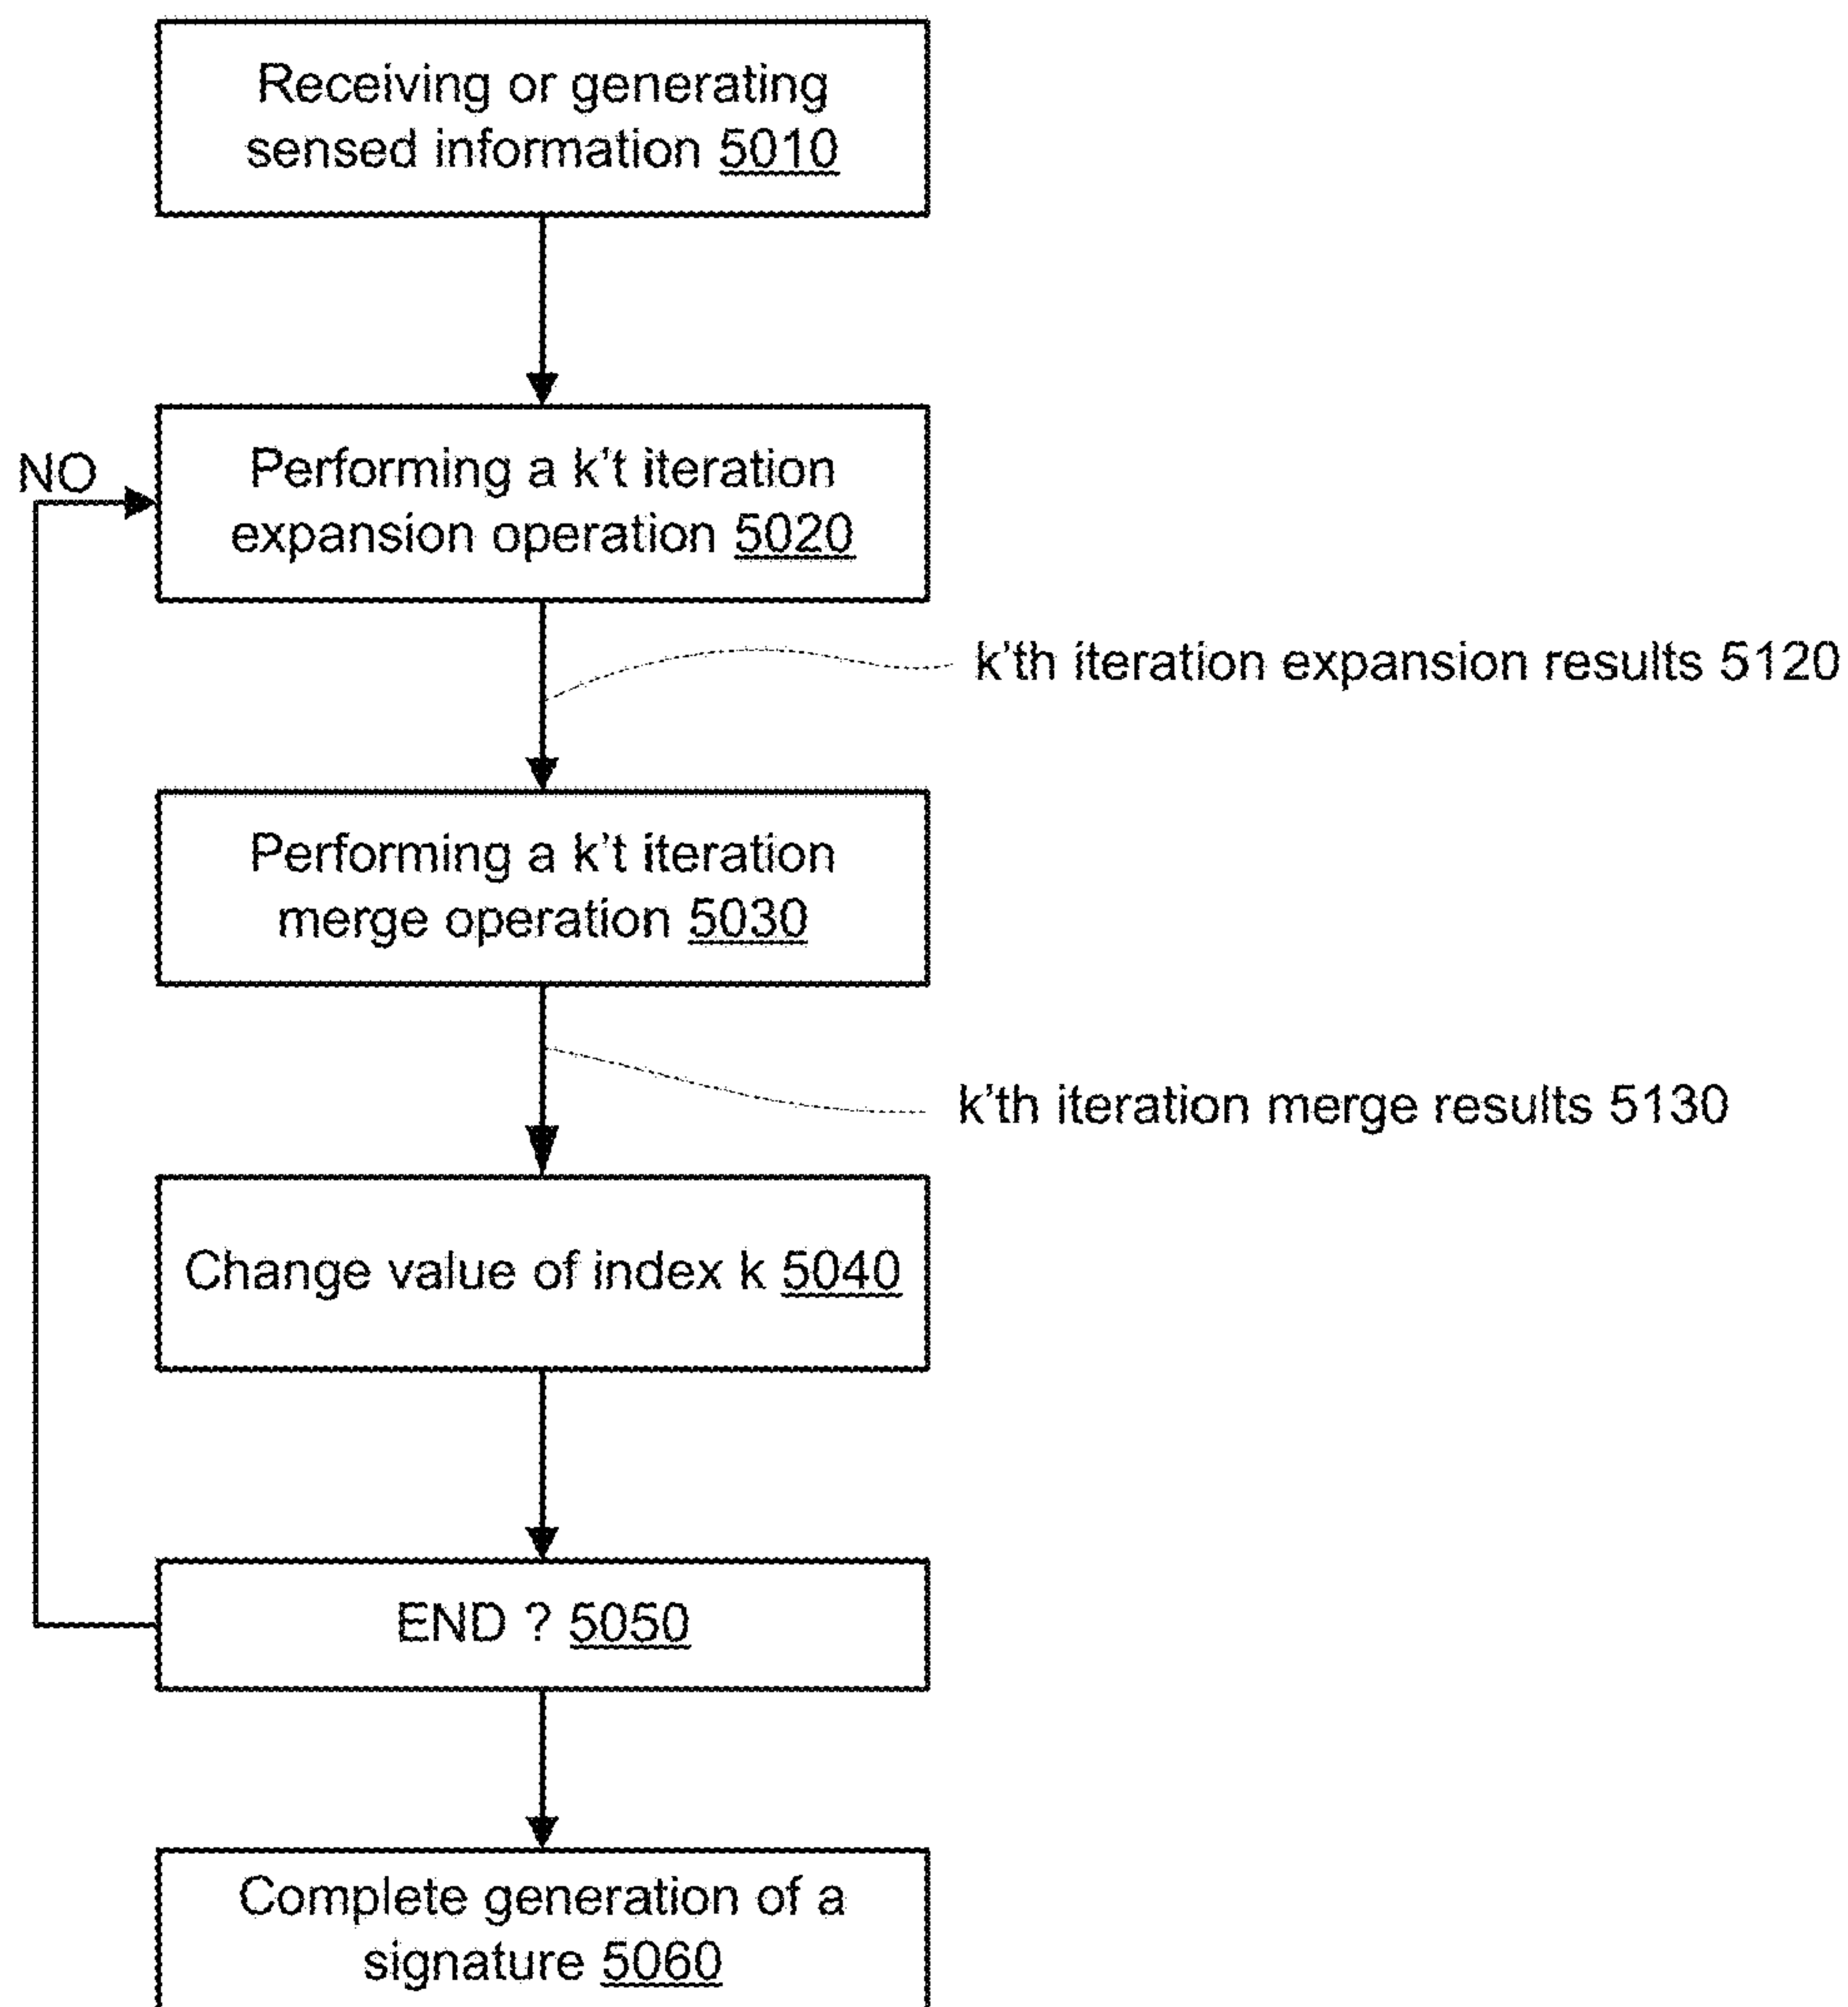 Receiving or generating
sensed information 5010
NO
Performing a k't iteration
expansion operation 5020
k'th iteration expansion results 5120
Performing a k't iteration
merge operation 5030
k'th iteration merge results 5130
Change value of index k 5040
END ? 5050
Complete generation of a
signature 5060